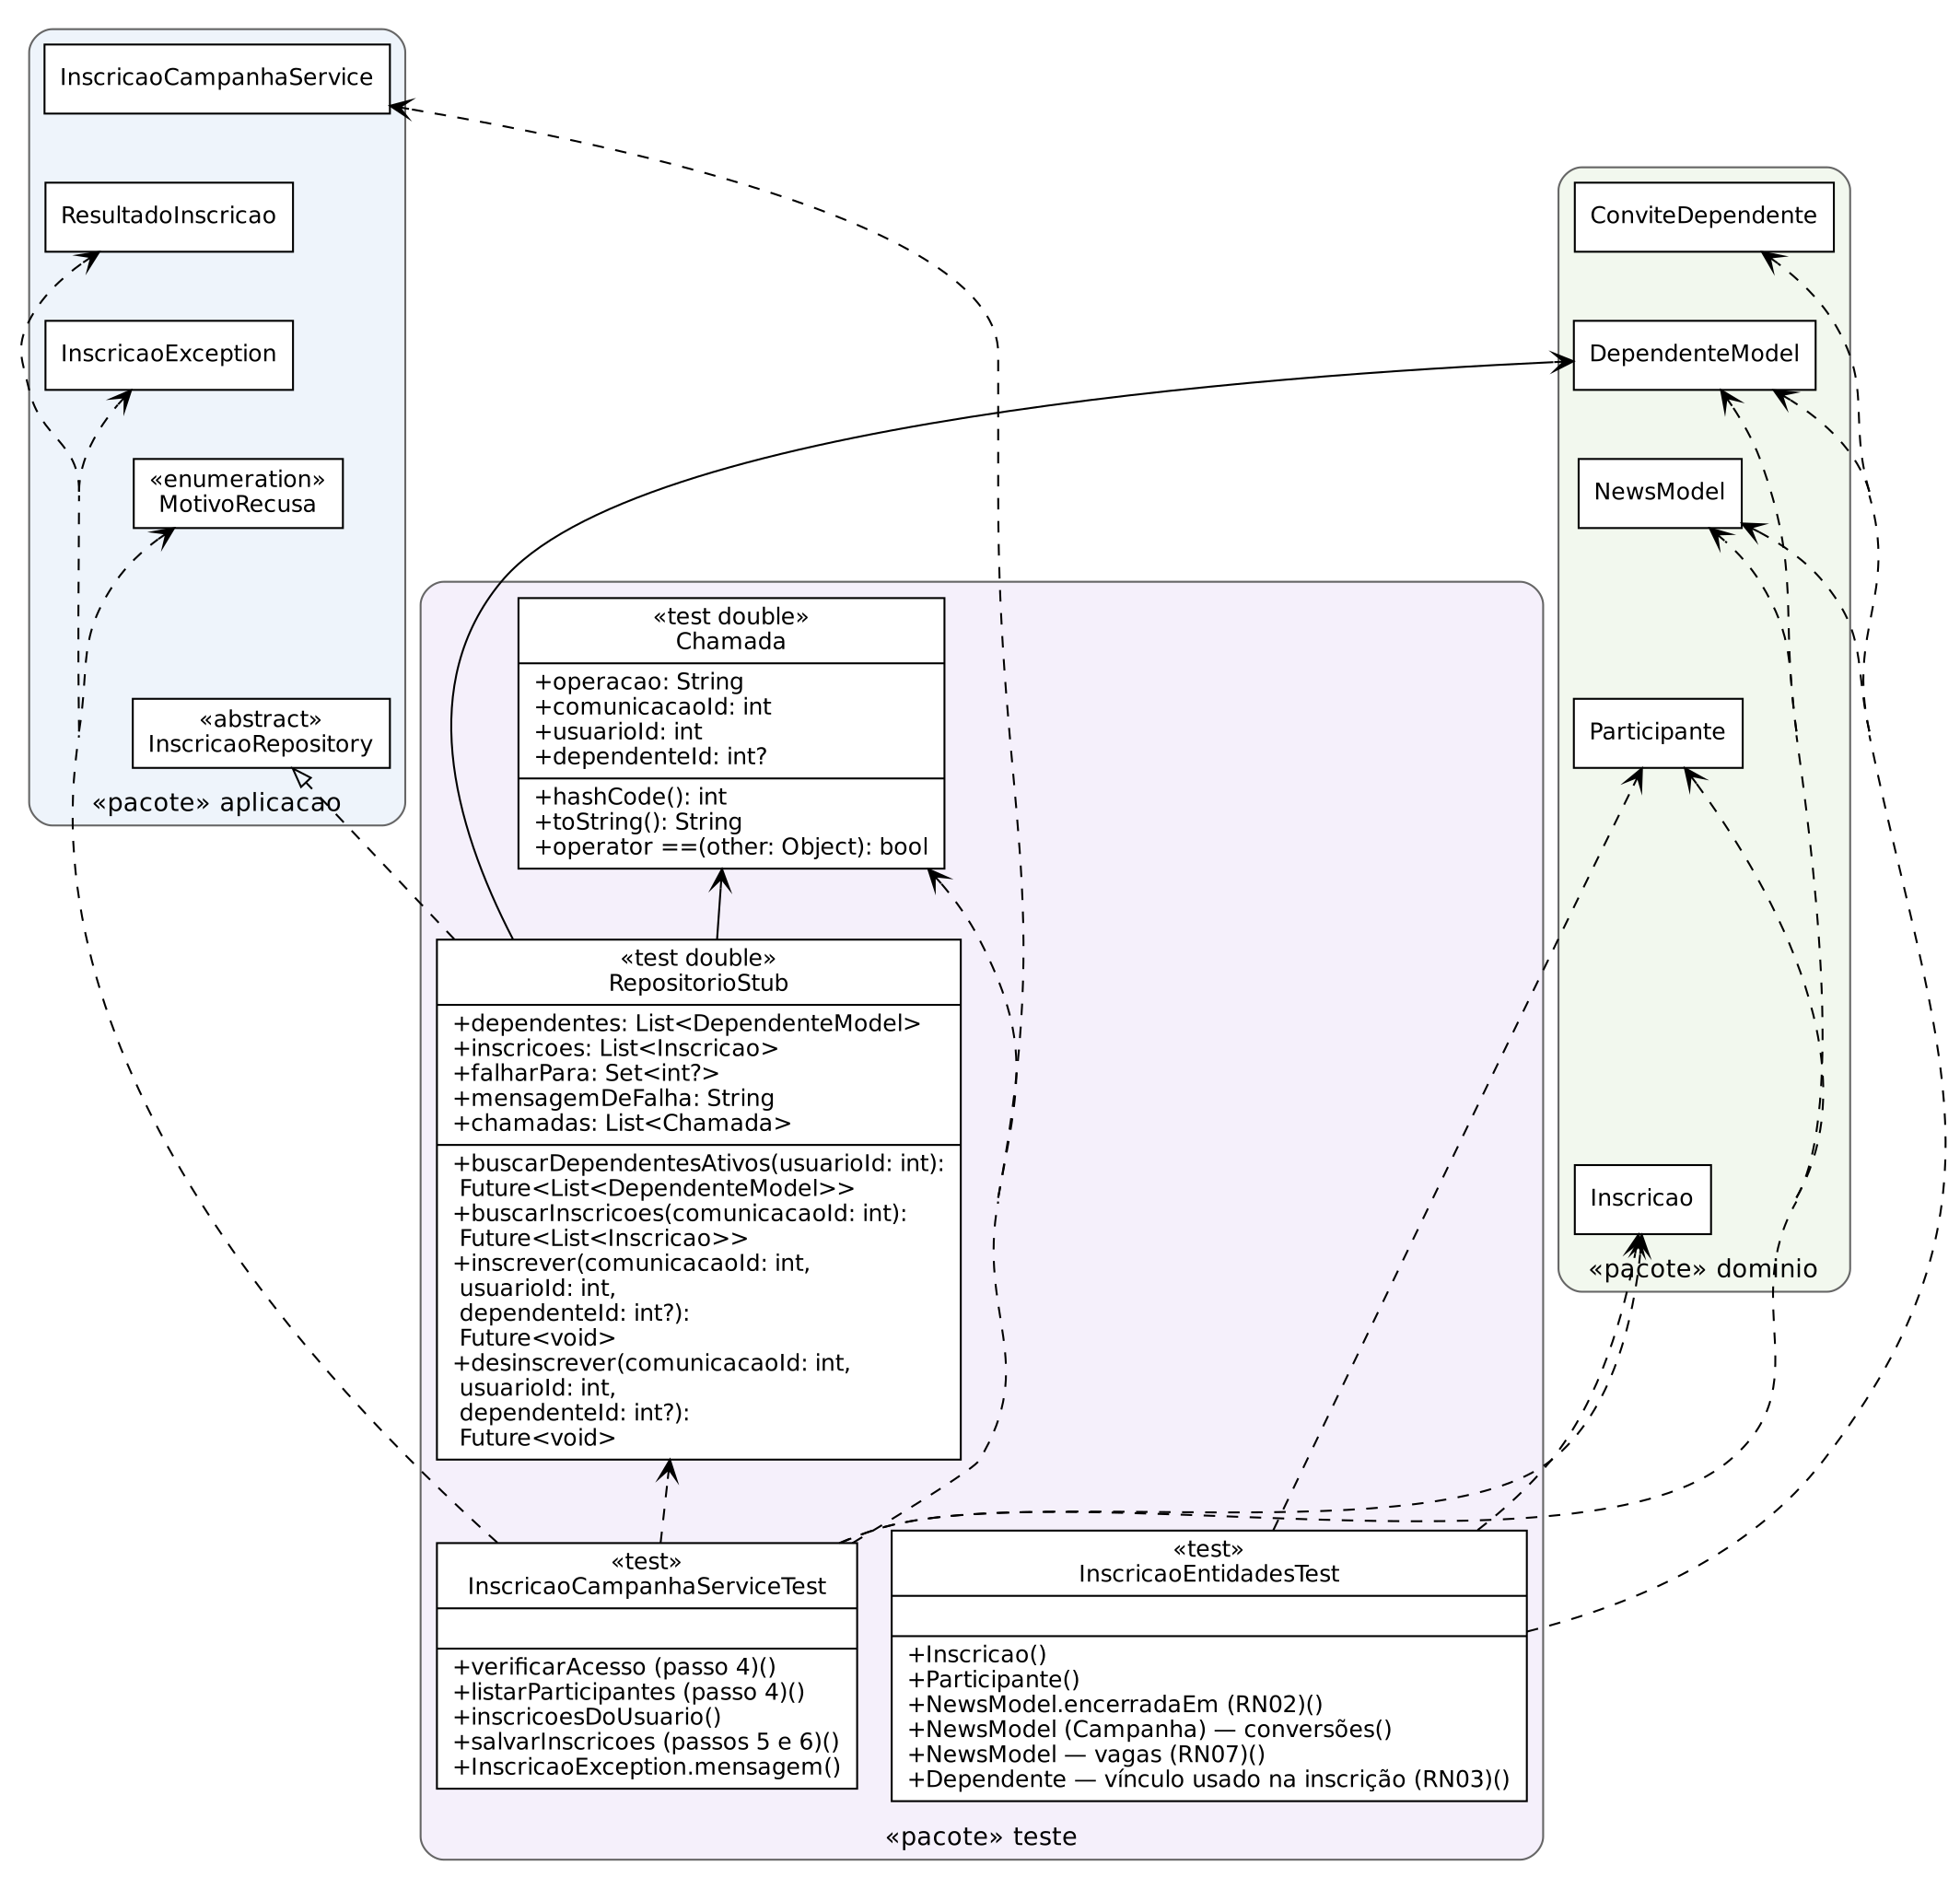 InscricaoCampanhaService
ResultadoInscricao
InscricaoException
«enumeration»
MotivoRecusa
«abstract»
InscricaoRepository
«pacote» aplicacao
ConviteDependente
DependenteModel
NewsModel
Participante
Inscricao
«pacote» dominio
«test double»
Chamada
+operacao: String
+comunicacaoId: int
+usuarioId: int
+dependenteId: int?
+hashCode(): int
+toString(): String
+operator ==(other: Object): bool
«test double»
RepositorioStub
+dependentes: List<DependenteModel>
+inscricoes: List<Inscricao>
+falharPara: Set<int?>
+mensagemDeFalha: String
+chamadas: List<Chamada>
+buscarDependentesAtivos(usuarioId: int):
Future<List<DependenteModel>>
+buscarInscricoes(comunicacaoId: int):
Future<List<Inscricao>>
+inscrever(comunicacaoId: int,
usuarioId: int,
dependenteId: int?):
Future<void>
+desinscrever(comunicacaoId: int,
usuarioId: int,
dependenteId: int?):
Future<void>
«test»
InscricaoCampanhaServiceTest
+verificarAcesso (passo 4)()
+listarParticipantes (passo 4)()
+inscricoesDoUsuario()
+salvarInscricoes (passos 5 e 6)()
+InscricaoException.mensagem()
«test»
InscricaoEntidadesTest
+Inscricao()
+Participante()
+NewsModel.encerradaEm (RN02)()
+NewsModel (Campanha) — conversões()
+NewsModel — vagas (RN07)()
+Dependente — vínculo usado na inscrição (RN03)()
«pacote» teste